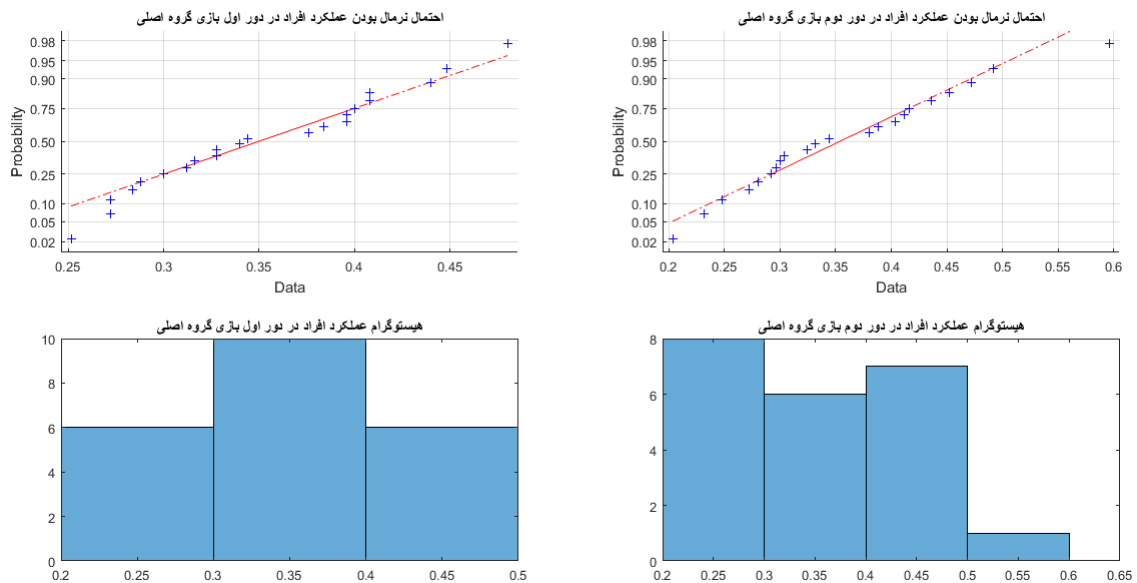 احتمال نرمال بودن عملکرد افراد در دور اول بازی گروه اصلی
0.98
0.95
0.90
0.75
0.50
0.25
0.10
0.05
0.02
Probability
0.25 0.3 0.35 0.4 0.45
Data
احتمال نرمال بودن عملکرد افراد در دور دوم بازی گروه اصلی
0.98
0.95
0.90
0.75
0.50
0.25
0.10
0.05
0.02
Probability
0.2 0.25 0.3 0.35 0.4 0.45 0.5 0.55 0.6
Data
هیستوگرام عملکرد افراد در دور اول بازی گروه اصلی
10
8
6
4
2
0
0.2 0.25 0.3 0.35 0.4 0.45 0.5
هیستوگرام عملکرد افراد در دور دوم بازی گروه اصلی
8
6
4
2
0
0.2 0.25 0.3 0.35 0.4 0.45 0.5 0.55 0.6 0.65